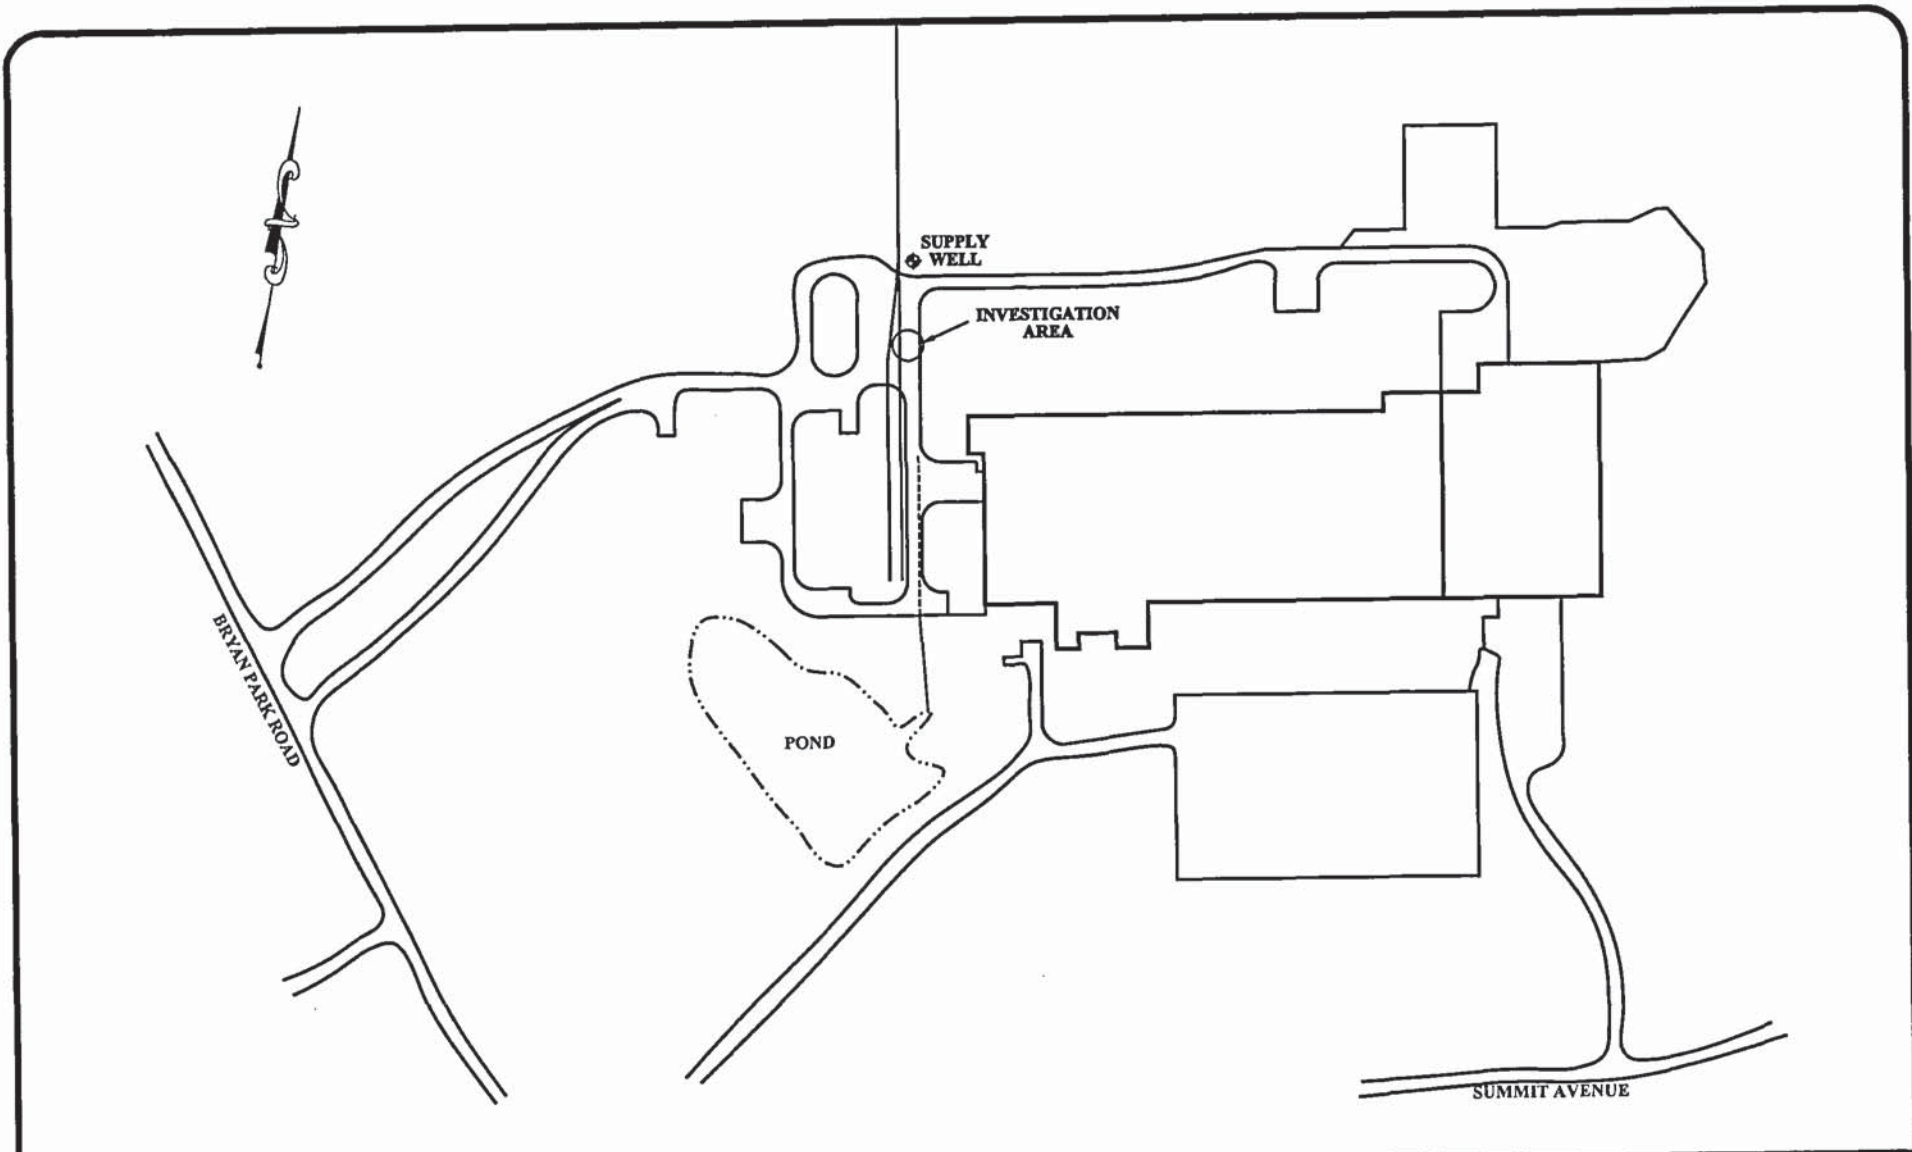 SUPPLY
WELL
INVESTIGATION
AREA
BRYAN PARK ROAD
POND
SUMMIT AVENUE